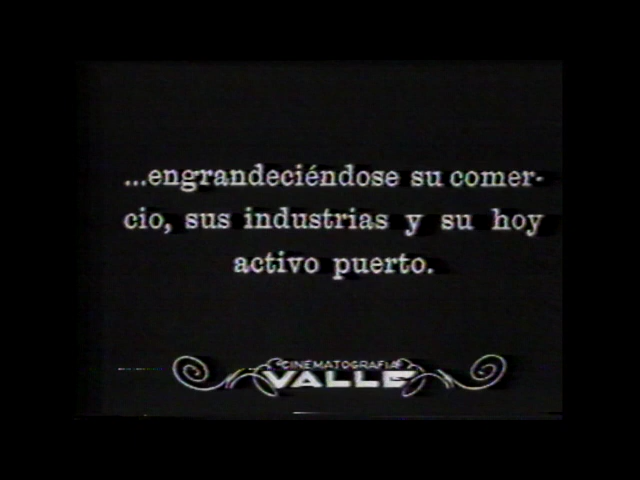 ...engrandeciéndose su comer-
cio, sus industrias y su hoy
activo puerto.
CINEMATOGRAFIA
VALLE